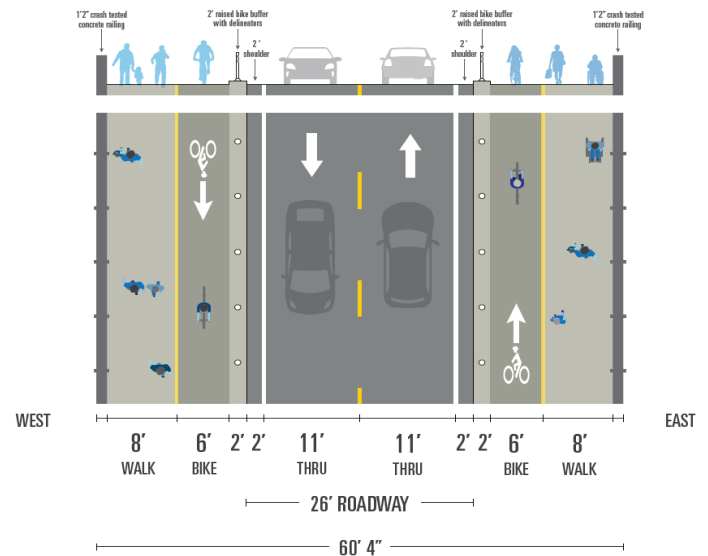 1'2" crash tested
concrete railing
2' raised bike buffer
with delineators
2'
shoulder
2' raised bike buffer
with delineators
2'
shoulder
1'2" crash tested
concrete railing
WEST
EAST
8' 6' 2' 2' 11' 11' 2' 2' 6' 8'
WALK BIKE THRU THRU BIKE WALK
26' ROADWAY
60' 4"